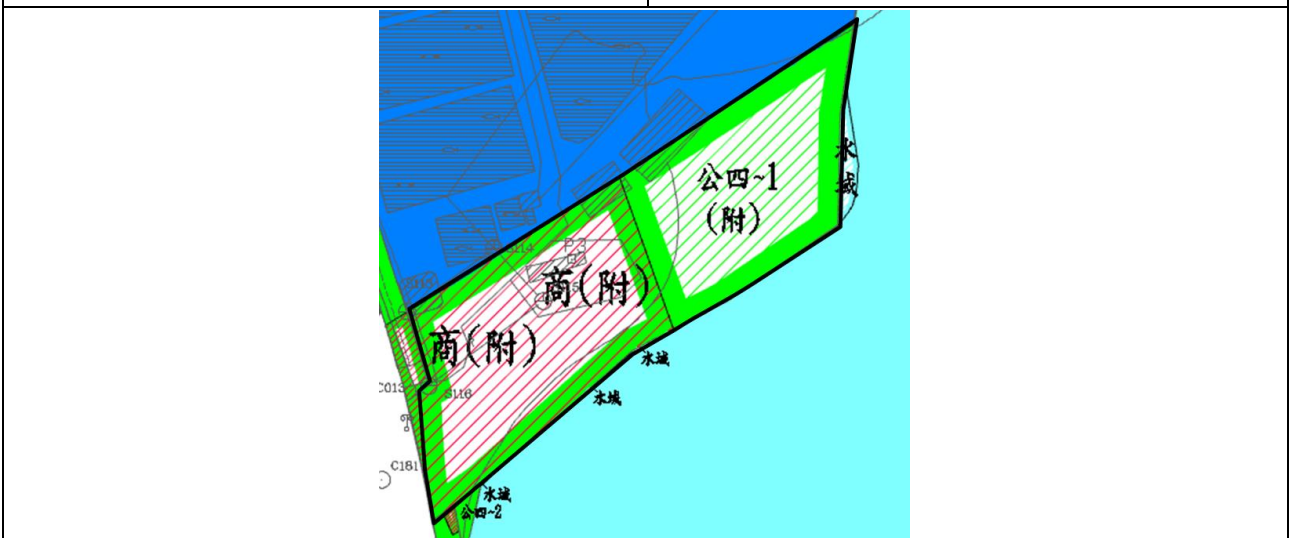 水
域
公四~1
(附)
P 3
商(附)
商(附)
水域
水域
C013
S116
C181
水域
公四~2